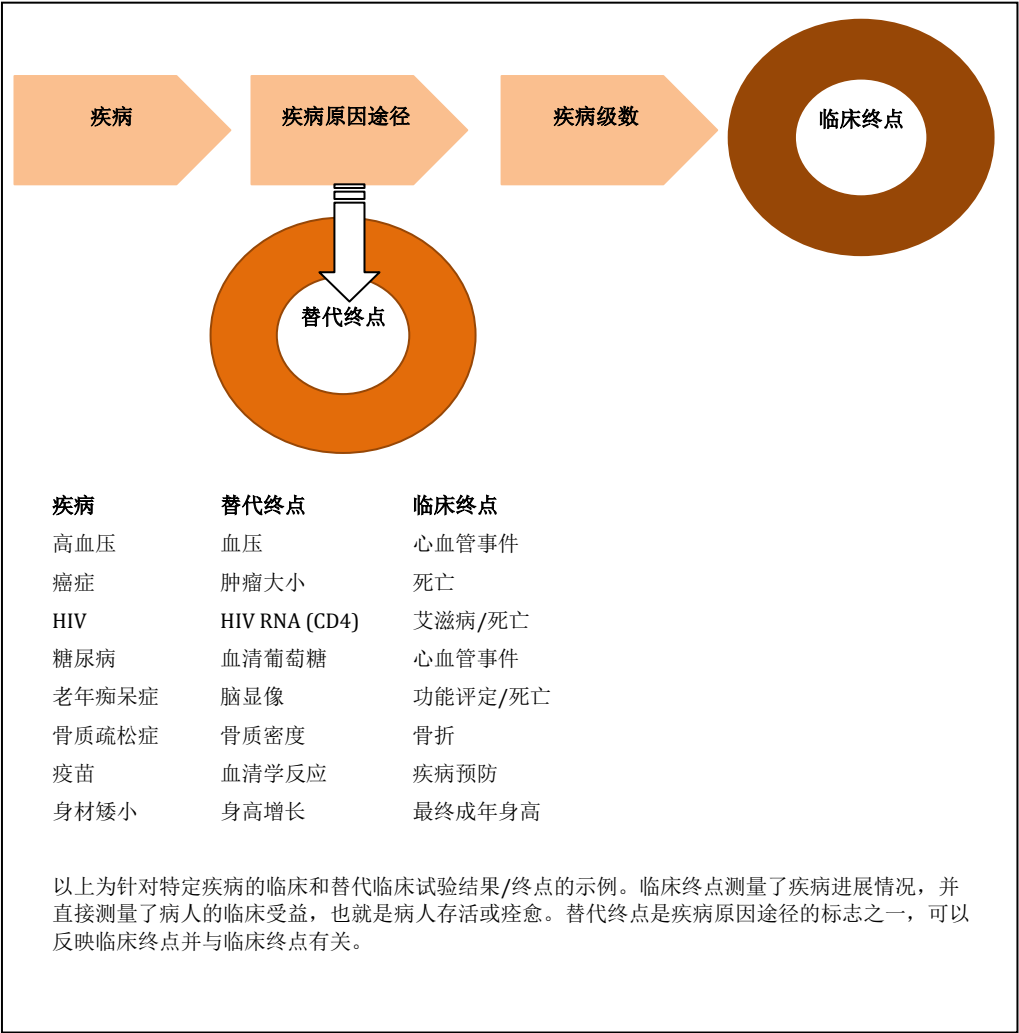 疾病
疾病原因途径
疾病级数
临床终点
替代终点
疾病 替代终点 临床终点
高血压 血压 心血管事件
癌症 肿瘤大小 死亡
HIV HIV RNA (CD4) 艾滋病/死亡
糖尿病 血清葡萄糖 心血管事件
老年痴呆症 脑显像 功能评定/死亡
骨质疏松症 骨质密度 骨折
疫苗 血清学反应 疾病预防
身材矮小 身高增长 最终成年身高
以上为针对特定疾病的临床和替代临床试验结果/终点的示例。临床终点测量了疾病进展情况，并
直接测量了病人的临床受益，也就是病人存活或痊愈。替代终点是疾病原因途径的标志之一，可以
反映临床终点并与临床终点有关。